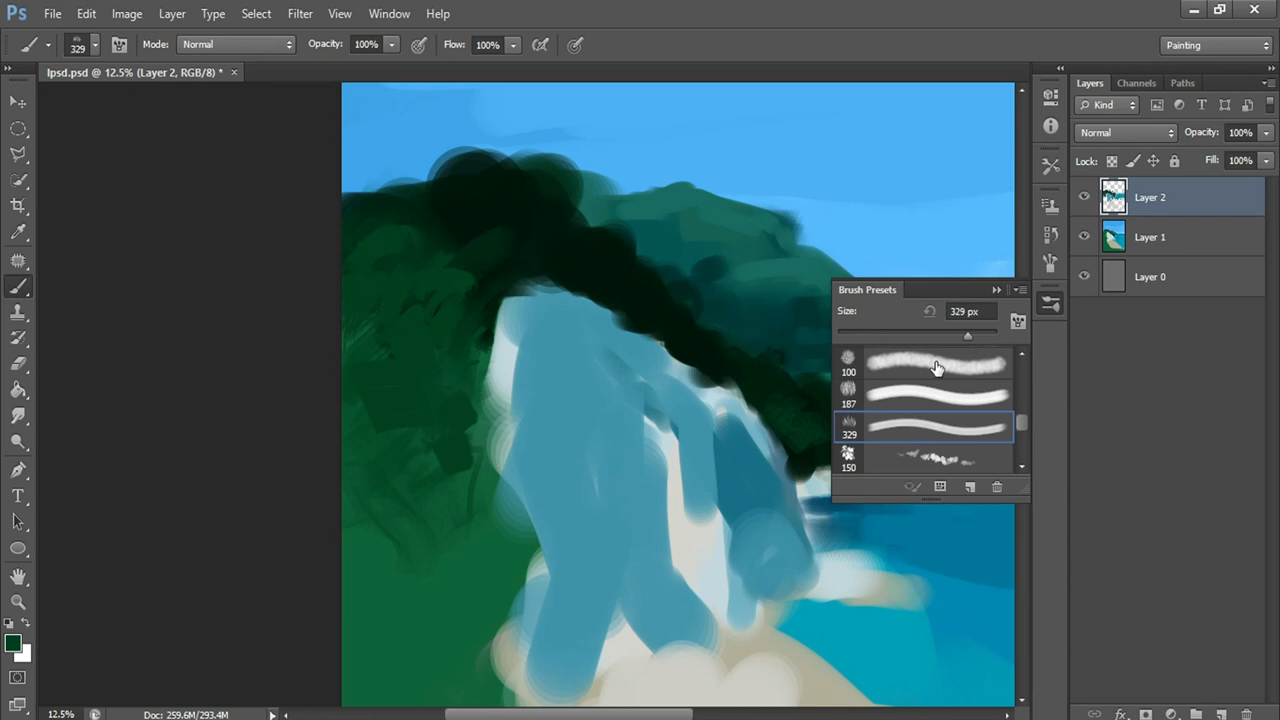 Ps File Edit Image Layer Type Select Filter View Window Help
329 Mode: Normal Opacity: 100% Flow: 100% Painting
lpsd.psd @ 12.5% (Layer 2, RGB/8) * ×
Layers Channels Paths
Kind T
Normal Opacity: 100%
Lock: Fill: 100%
Layer 2
Layer 1
Layer 0
Brush Presets
Size: 329 px
100
187
329
150
T
12.5% Doc: 259.6M/293.4M
fx